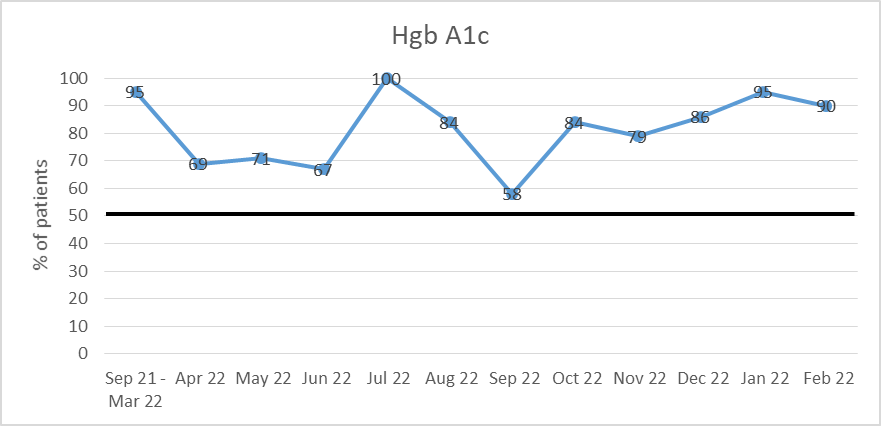 Hgb A1c
% of patients
100
90
80
70
60
50
40
30
20
10
0
95
69
71
67
100
84
58
84
79
86
95
90
Sep 21 - Mar 22
Apr 22
May 22
Jun 22
Jul 22
Aug 22
Sep 22
Oct 22
Nov 22
Dec 22
Jan 22
Feb 22